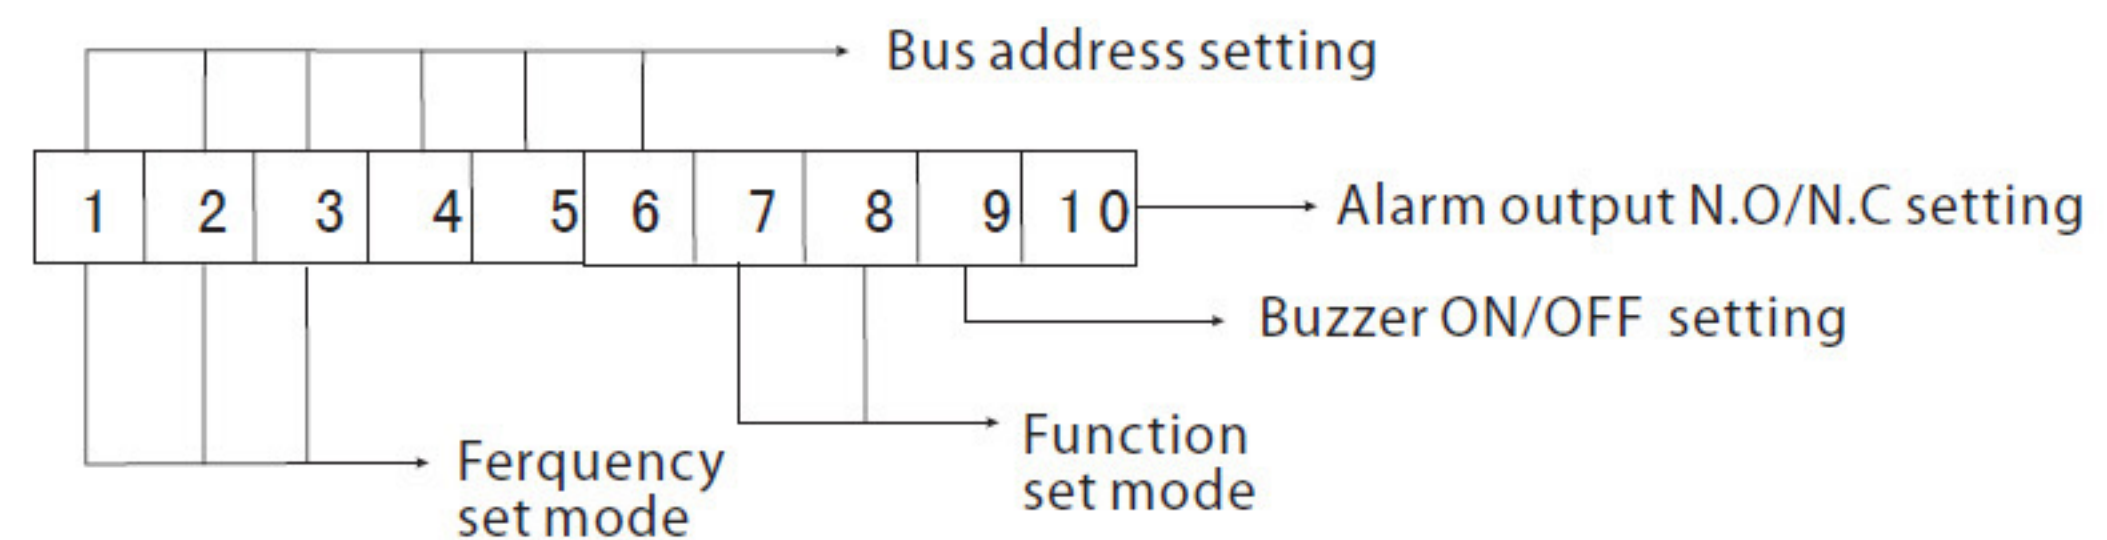 Bus address setting
1 2 3 4 5 6 7 8 9 10
Alarm output N.O/N.C setting
Buzzer ON/OFF setting
Function
set mode
Ferquency
set mode